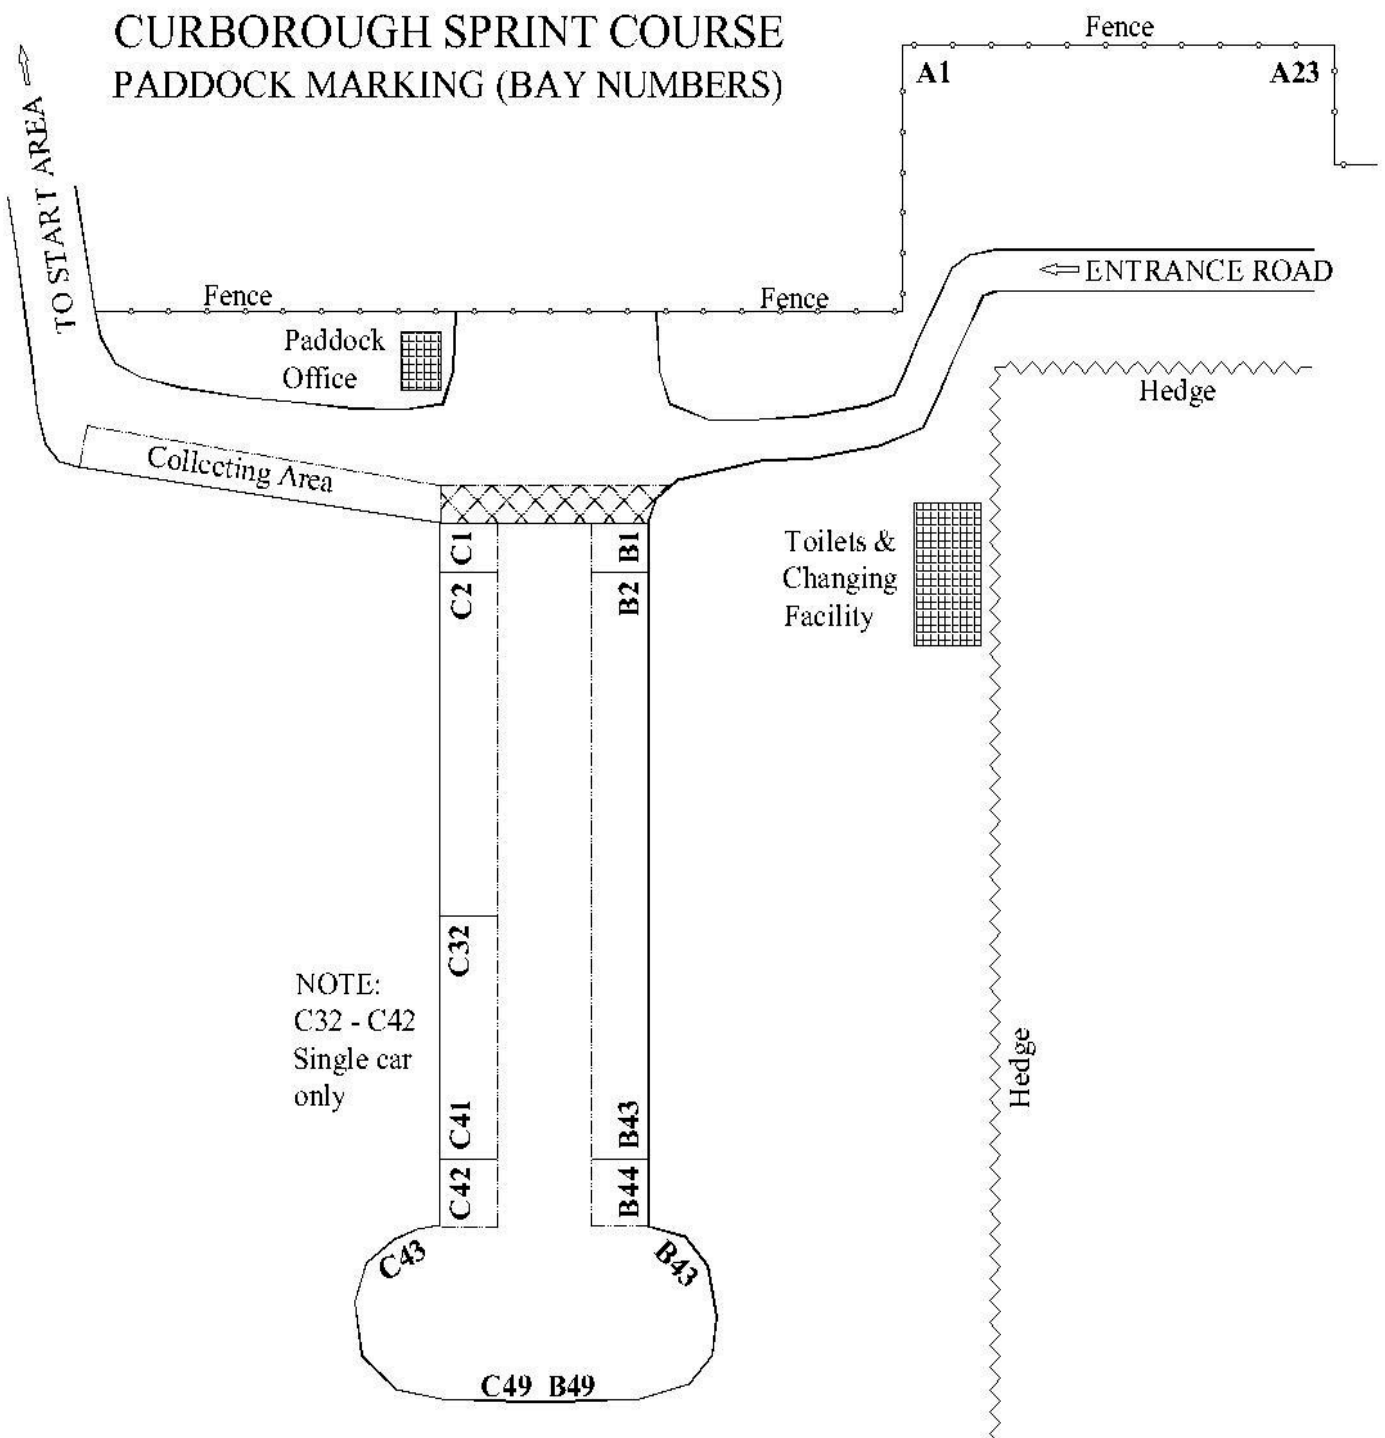 CURBOROUGH SPRINT COURSE
PADDOCK MARKING (BAY NUMBERS)
Fence
A1
A23
TO START AREA
ENTRANCE ROAD
Fence
Fence
Paddock
Office
Hedge
Collecting Area
C1
B1
Toilets &
Changing
Facility
C2
B2
C32
NOTE:
C32 - C42
Single car
only
Hedge
C41
B43
C42
B44
C43
B43
C49
B49